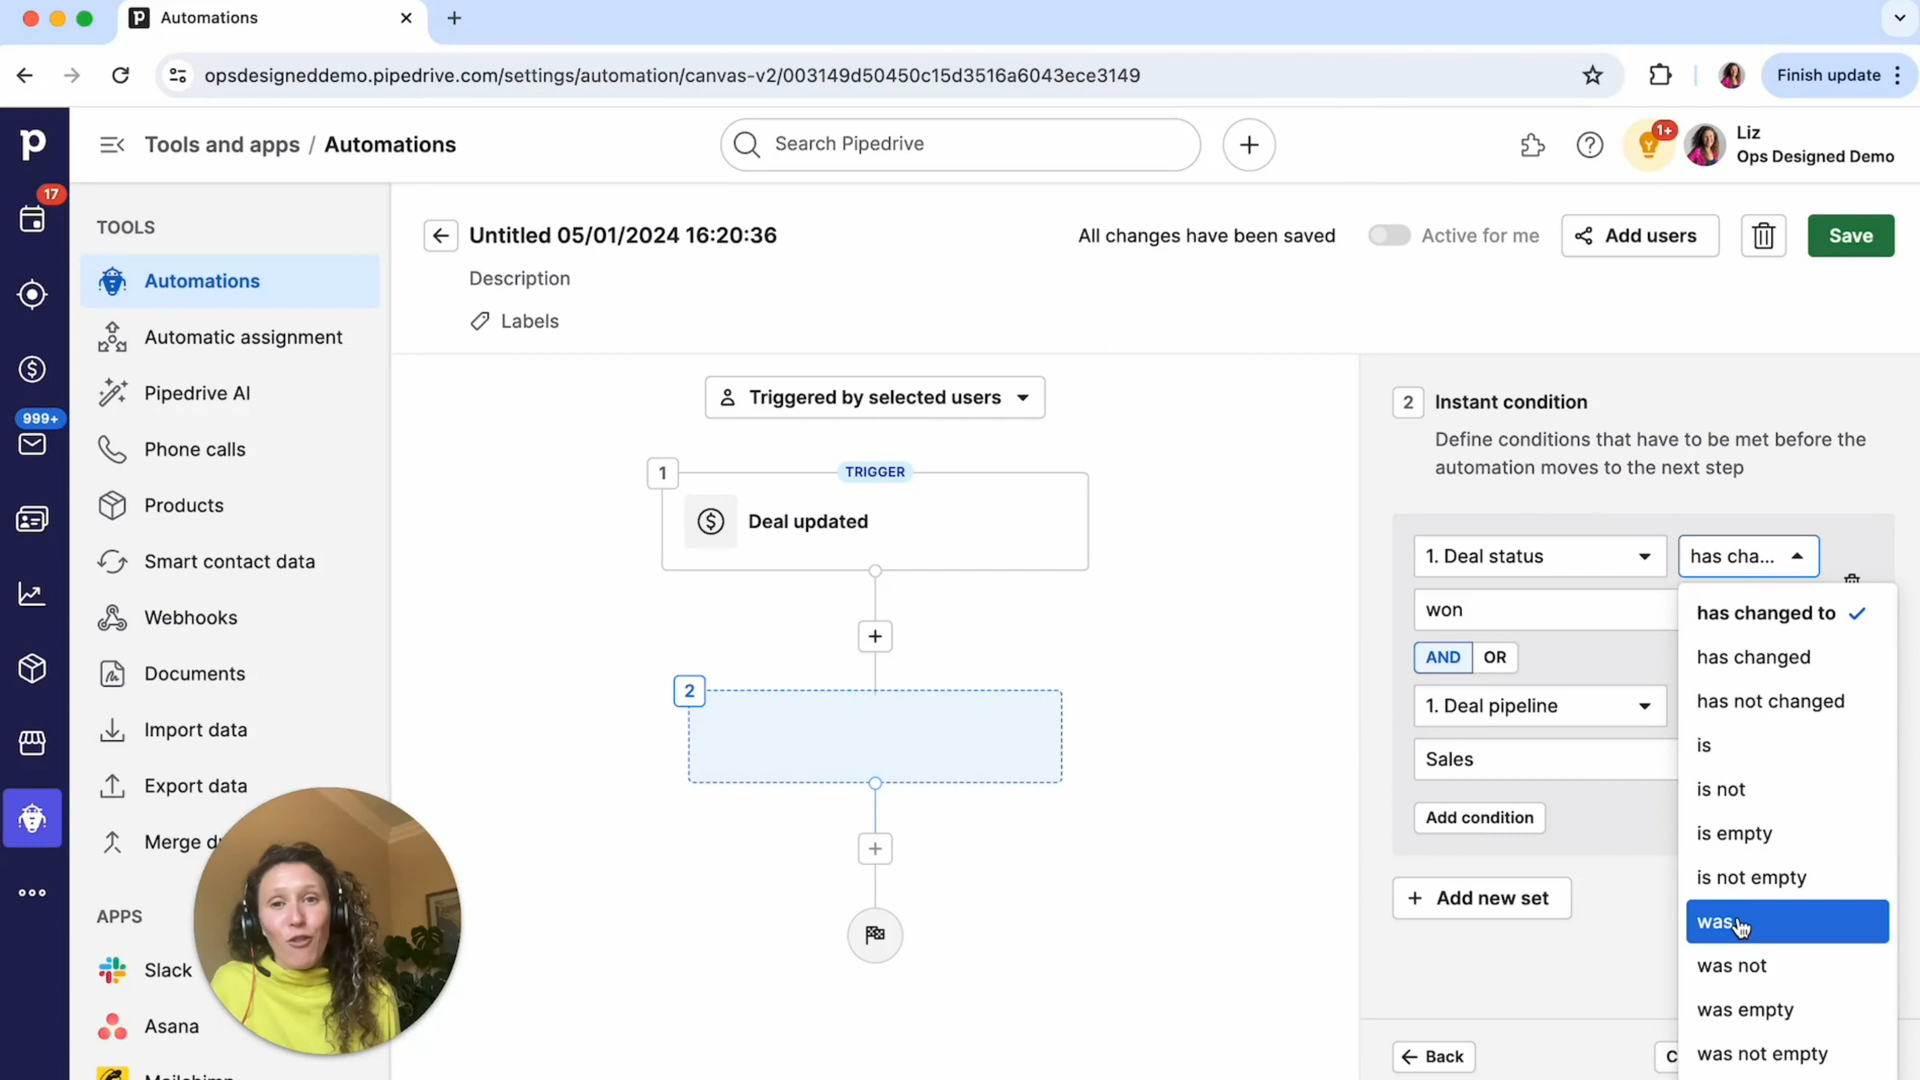 Automations
opsdesigneddemo.pipedrive.com/settings/automation/canvas-v2/003149d50450c15d3516a6043ece3149
Finish update
p
Tools and apps / Automations
Search Pipedrive
1+
Liz
Ops Designed Demo
17
999+
TOOLS
Automations
Automatic assignment
Pipedrive AI
Phone calls
Products
Smart contact data
Webhooks
Documents
Import data
Export data
Merge d
APPS
Slack
Asana
Untitled 05/01/2024 16:20:36
All changes have been saved
Active for me
Add users
Save
Description
Labels
Triggered by selected users
1
TRIGGER
Deal updated
2
2
Instant condition
Define conditions that have to be met before the
automation moves to the next step
1. Deal status
has cha...
won
AND OR
1. Deal pipeline
Sales
Add condition
Add new set
Back
C
has changed to
has changed
has not changed
is
is not
is empty
is not empty
was
was not
was empty
was not empty